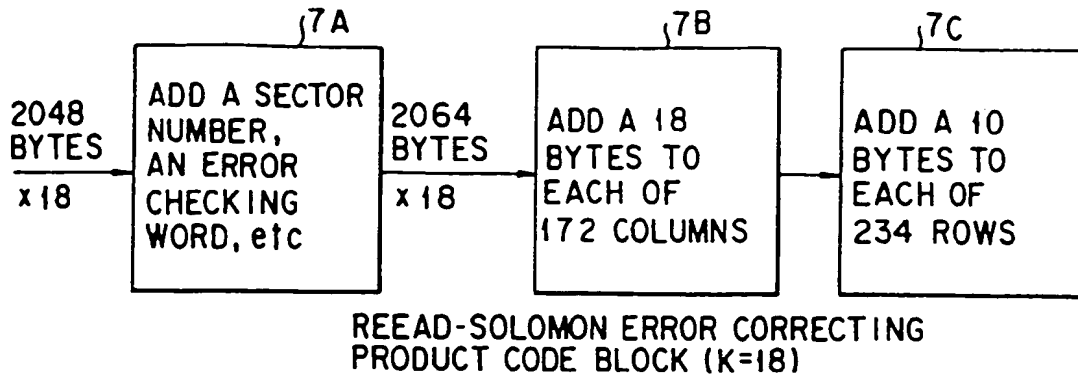 7A
7B
7C
2048
BYTES
x 18
ADD A SECTOR
NUMBER,
AN ERROR
CHECKING
WORD, etc
2064
BYTES
x 18
ADD A 18
BYTES TO
EACH OF
172 COLUMNS
ADD A 10
BYTES TO
EACH OF
234 ROWS
REEAD-SOLOMON ERROR CORRECTING
PRODUCT CODE BLOCK (K=18)